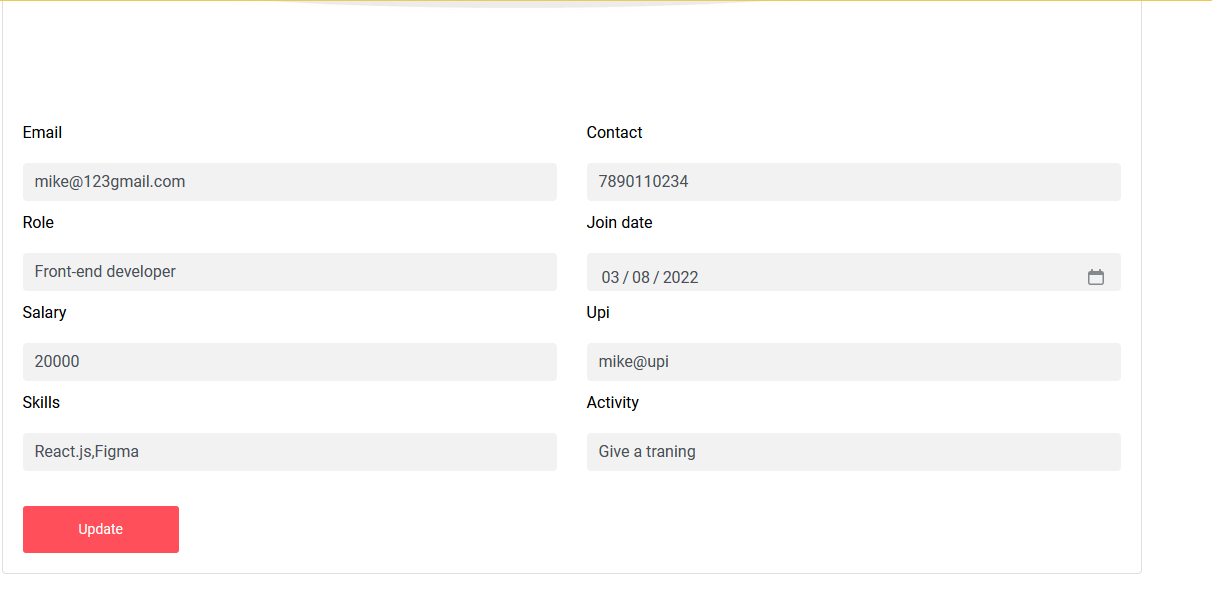 Email Contact
mike@123gmail.com 7890110234
Role Join date
Front-end developer 03 / 08 / 2022
Salary Upi
20000 mike@upi
Skills Activity
React.js,Figma Give a traning
Update